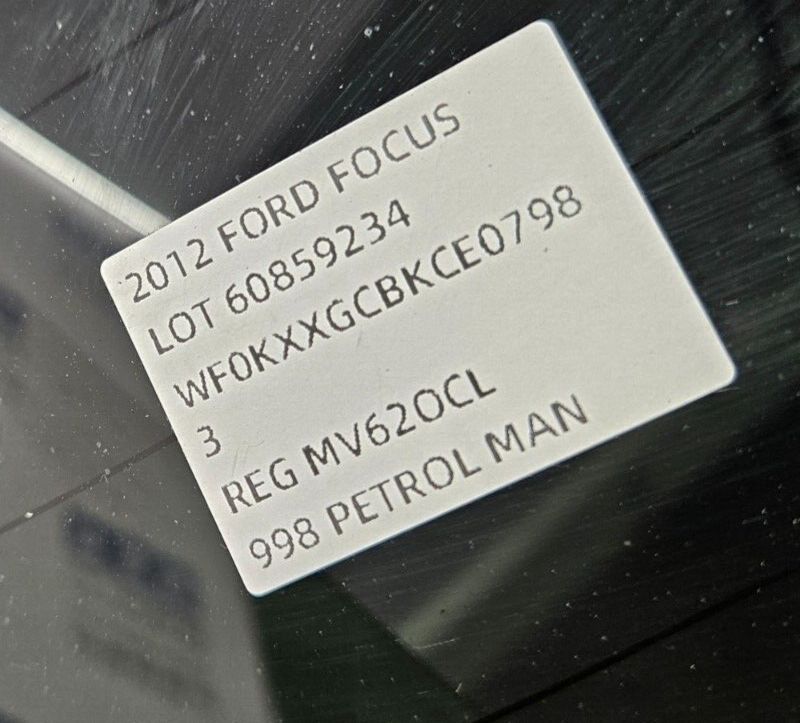 2012 FORD FOCUS
LOT 60859234
WF0KXXGCBKCE0798
3
REG MV62OCL
998 PETROL MAN